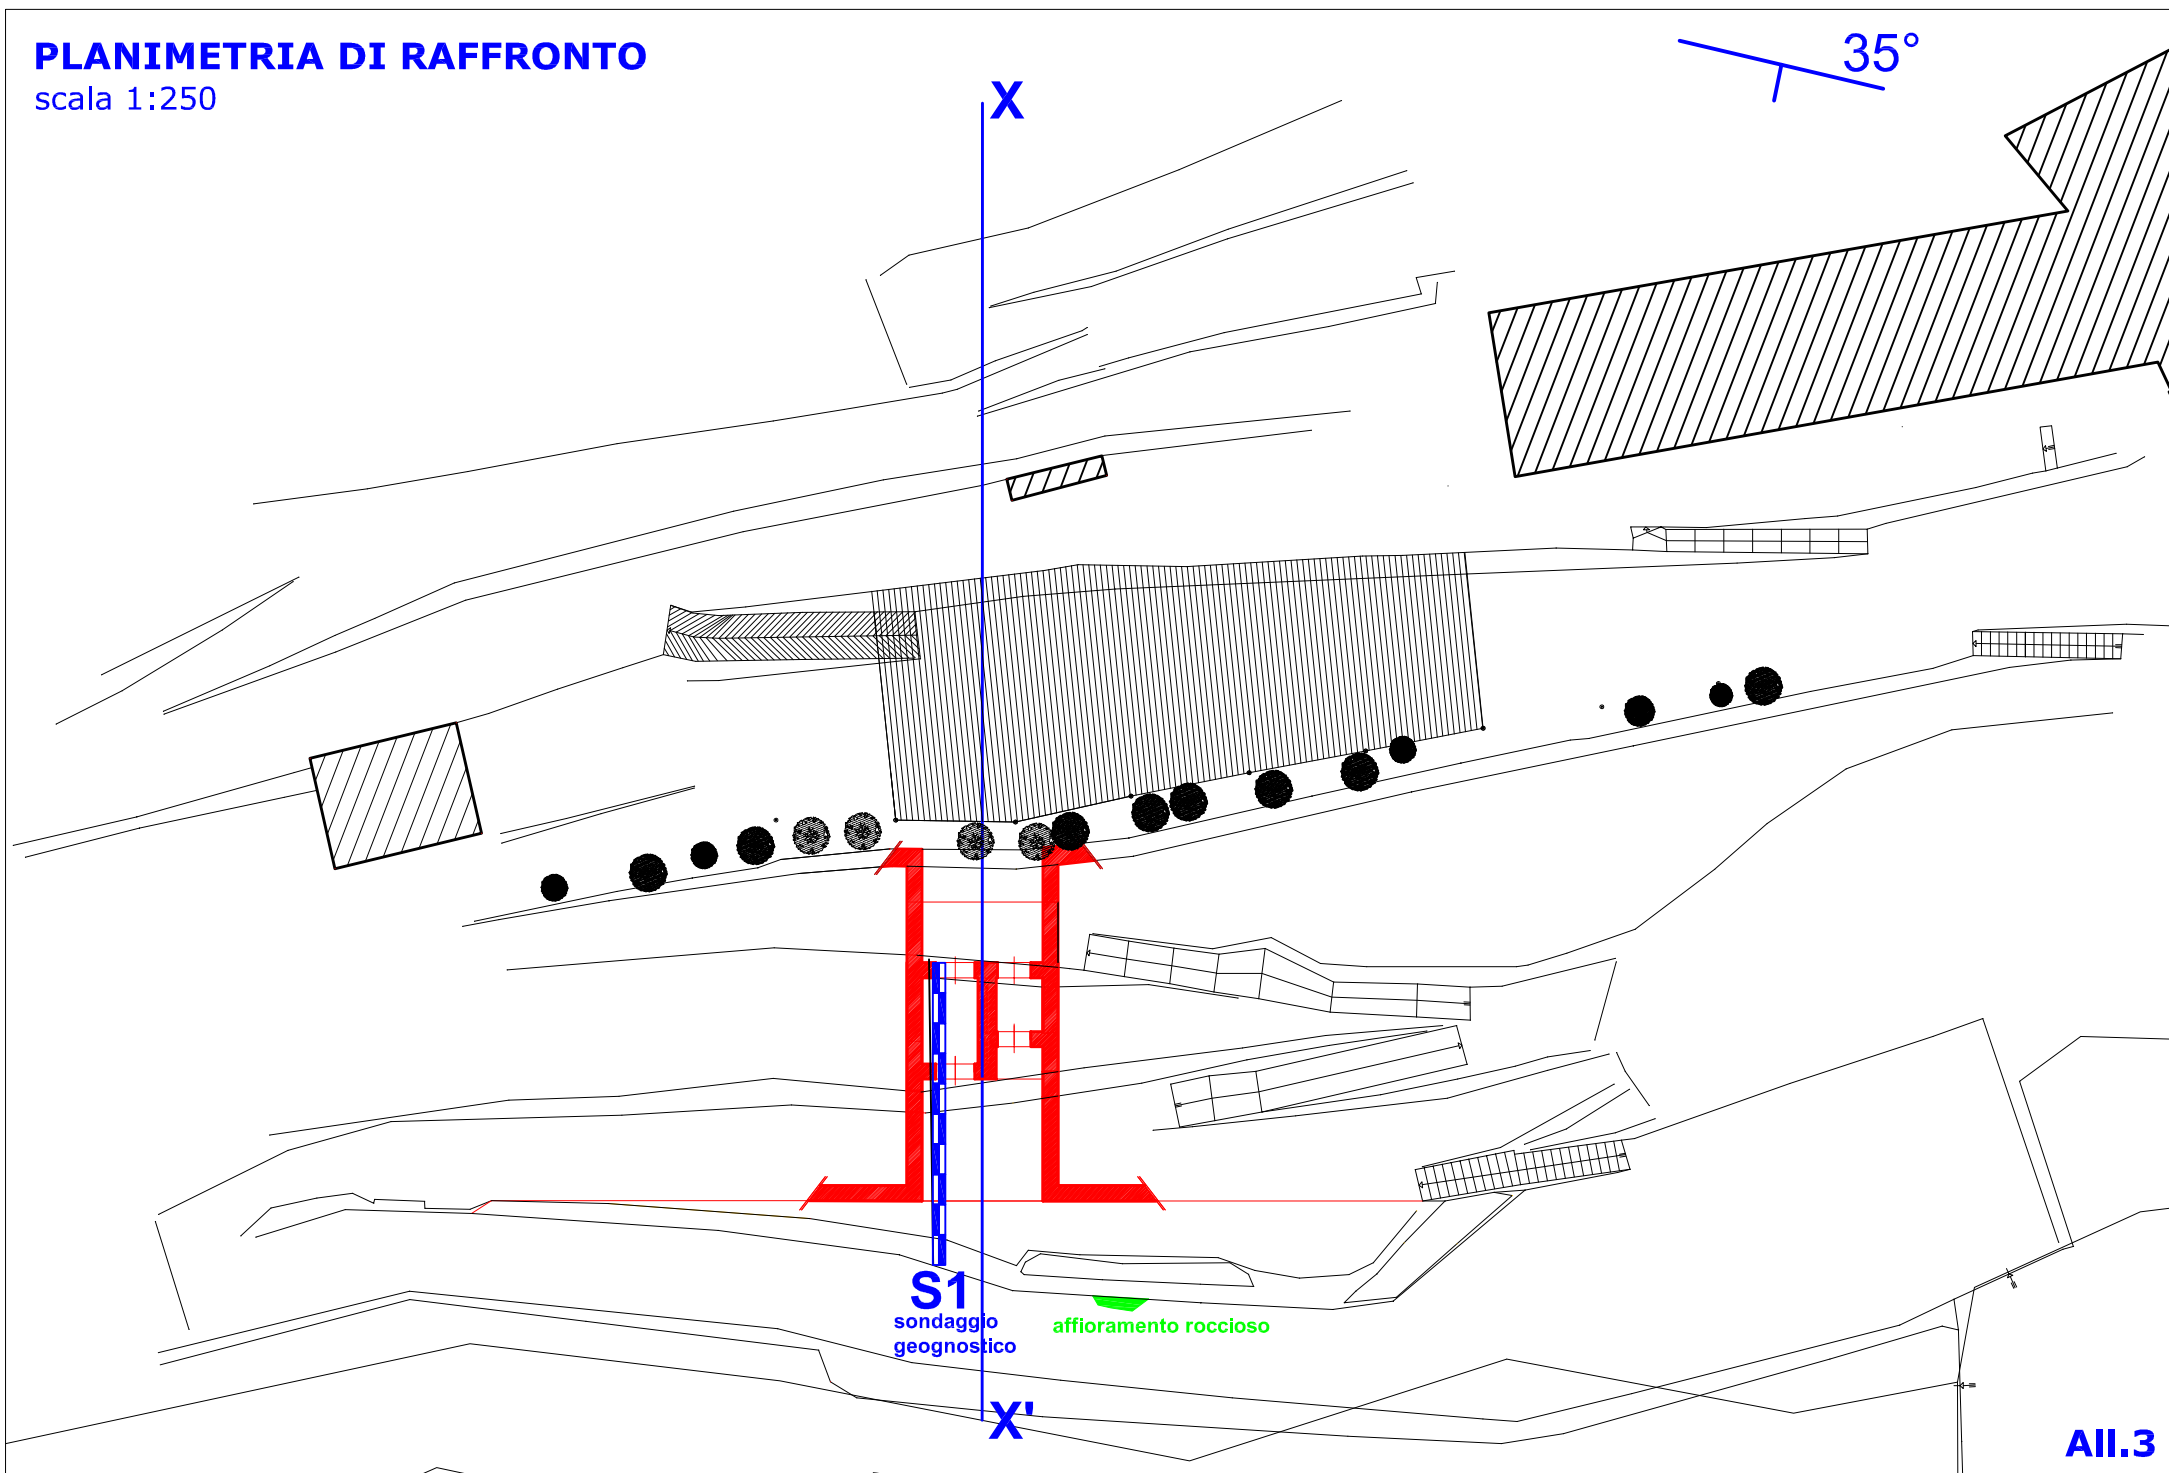 PLANIMETRIA DI RAFFRONTO
scala 1:250
35°
X
S1
sondaggio
geognostico
affioramento roccioso
X'
All.3